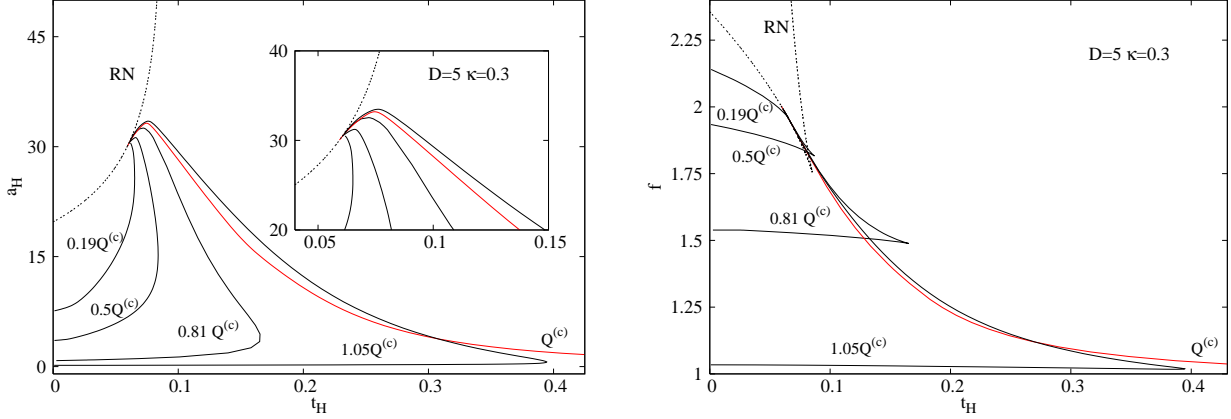 45
30
15
0
a_H
0
0.1
0.2
0.3
0.4
t_H
RN
0.19Q^(c)
0.5Q^(c)
0.81 Q^(c)
1.05Q^(c)
Q^(c)
D=5 κ=0.3
40
30
20
0.05
0.1
0.15
2.25
2
1.75
1.5
1.25
1
f
0
0.1
0.2
0.3
0.4
t_H
RN
D=5 κ=0.3
0.19Q^(c)
0.5Q^(c)
0.81 Q^(c)
1.05Q^(c)
Q^(c)